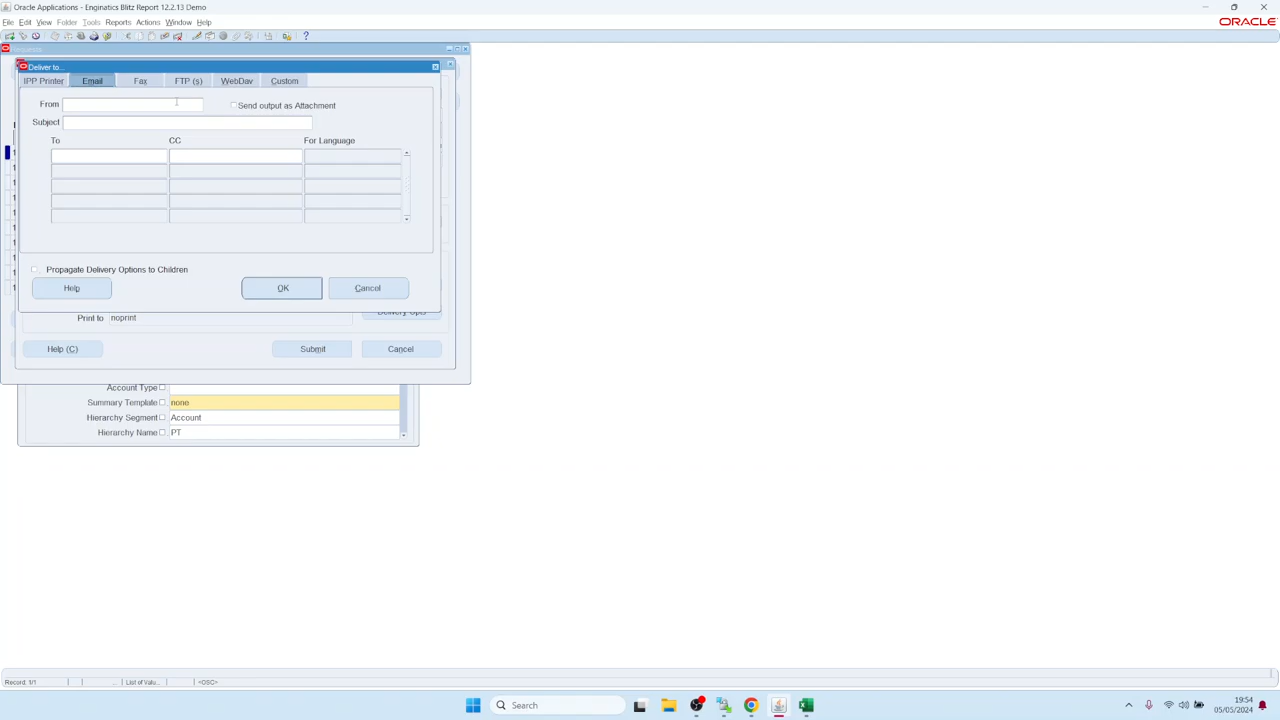 Oracle Applications - Enginatics Blitz Report 12.2.13 Demo
File Edit View Folder Tools Reports Actions Window Help
ORACLE
Requests
Deliver to...
IPP Printer Email Fax FTP (s) WebDav Custom
From
Send output as Attachment
Subject
To CC For Language
Propagate Delivery Options to Children
Help OK Cancel
Delivery Opts
Print to noprint
Help (C) Submit Cancel
Account Type
Summary Template none
Hierarchy Segment Account
Hierarchy Name PT
Record: 1/1 ... List of Valu... <OSC>
Search
19:54
05/05/2024